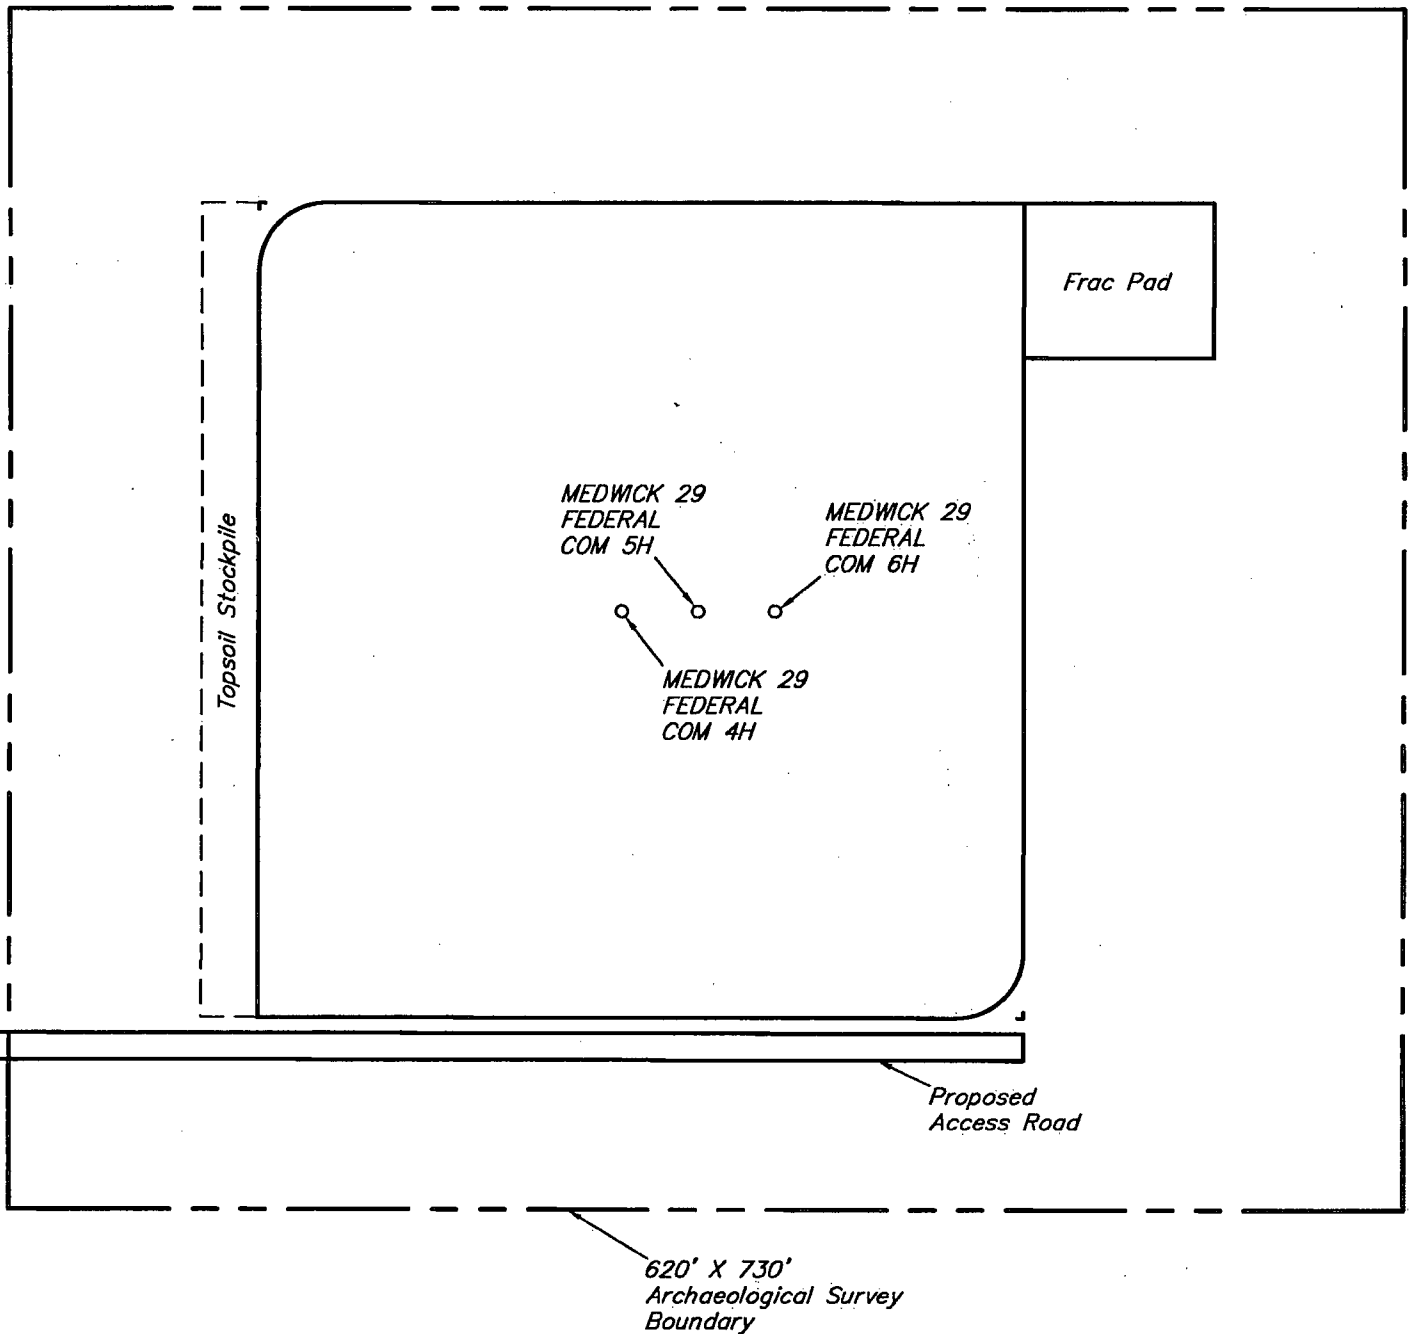 Frac Pad
MEDWICK 29
FEDERAL
COM 5H
MEDWICK 29
FEDERAL
COM 6H
Topsoil Stockpile
MEDWICK 29
FEDERAL
COM 4H
Proposed
Access Road
620' X 730'
Archaeological Survey
Boundary